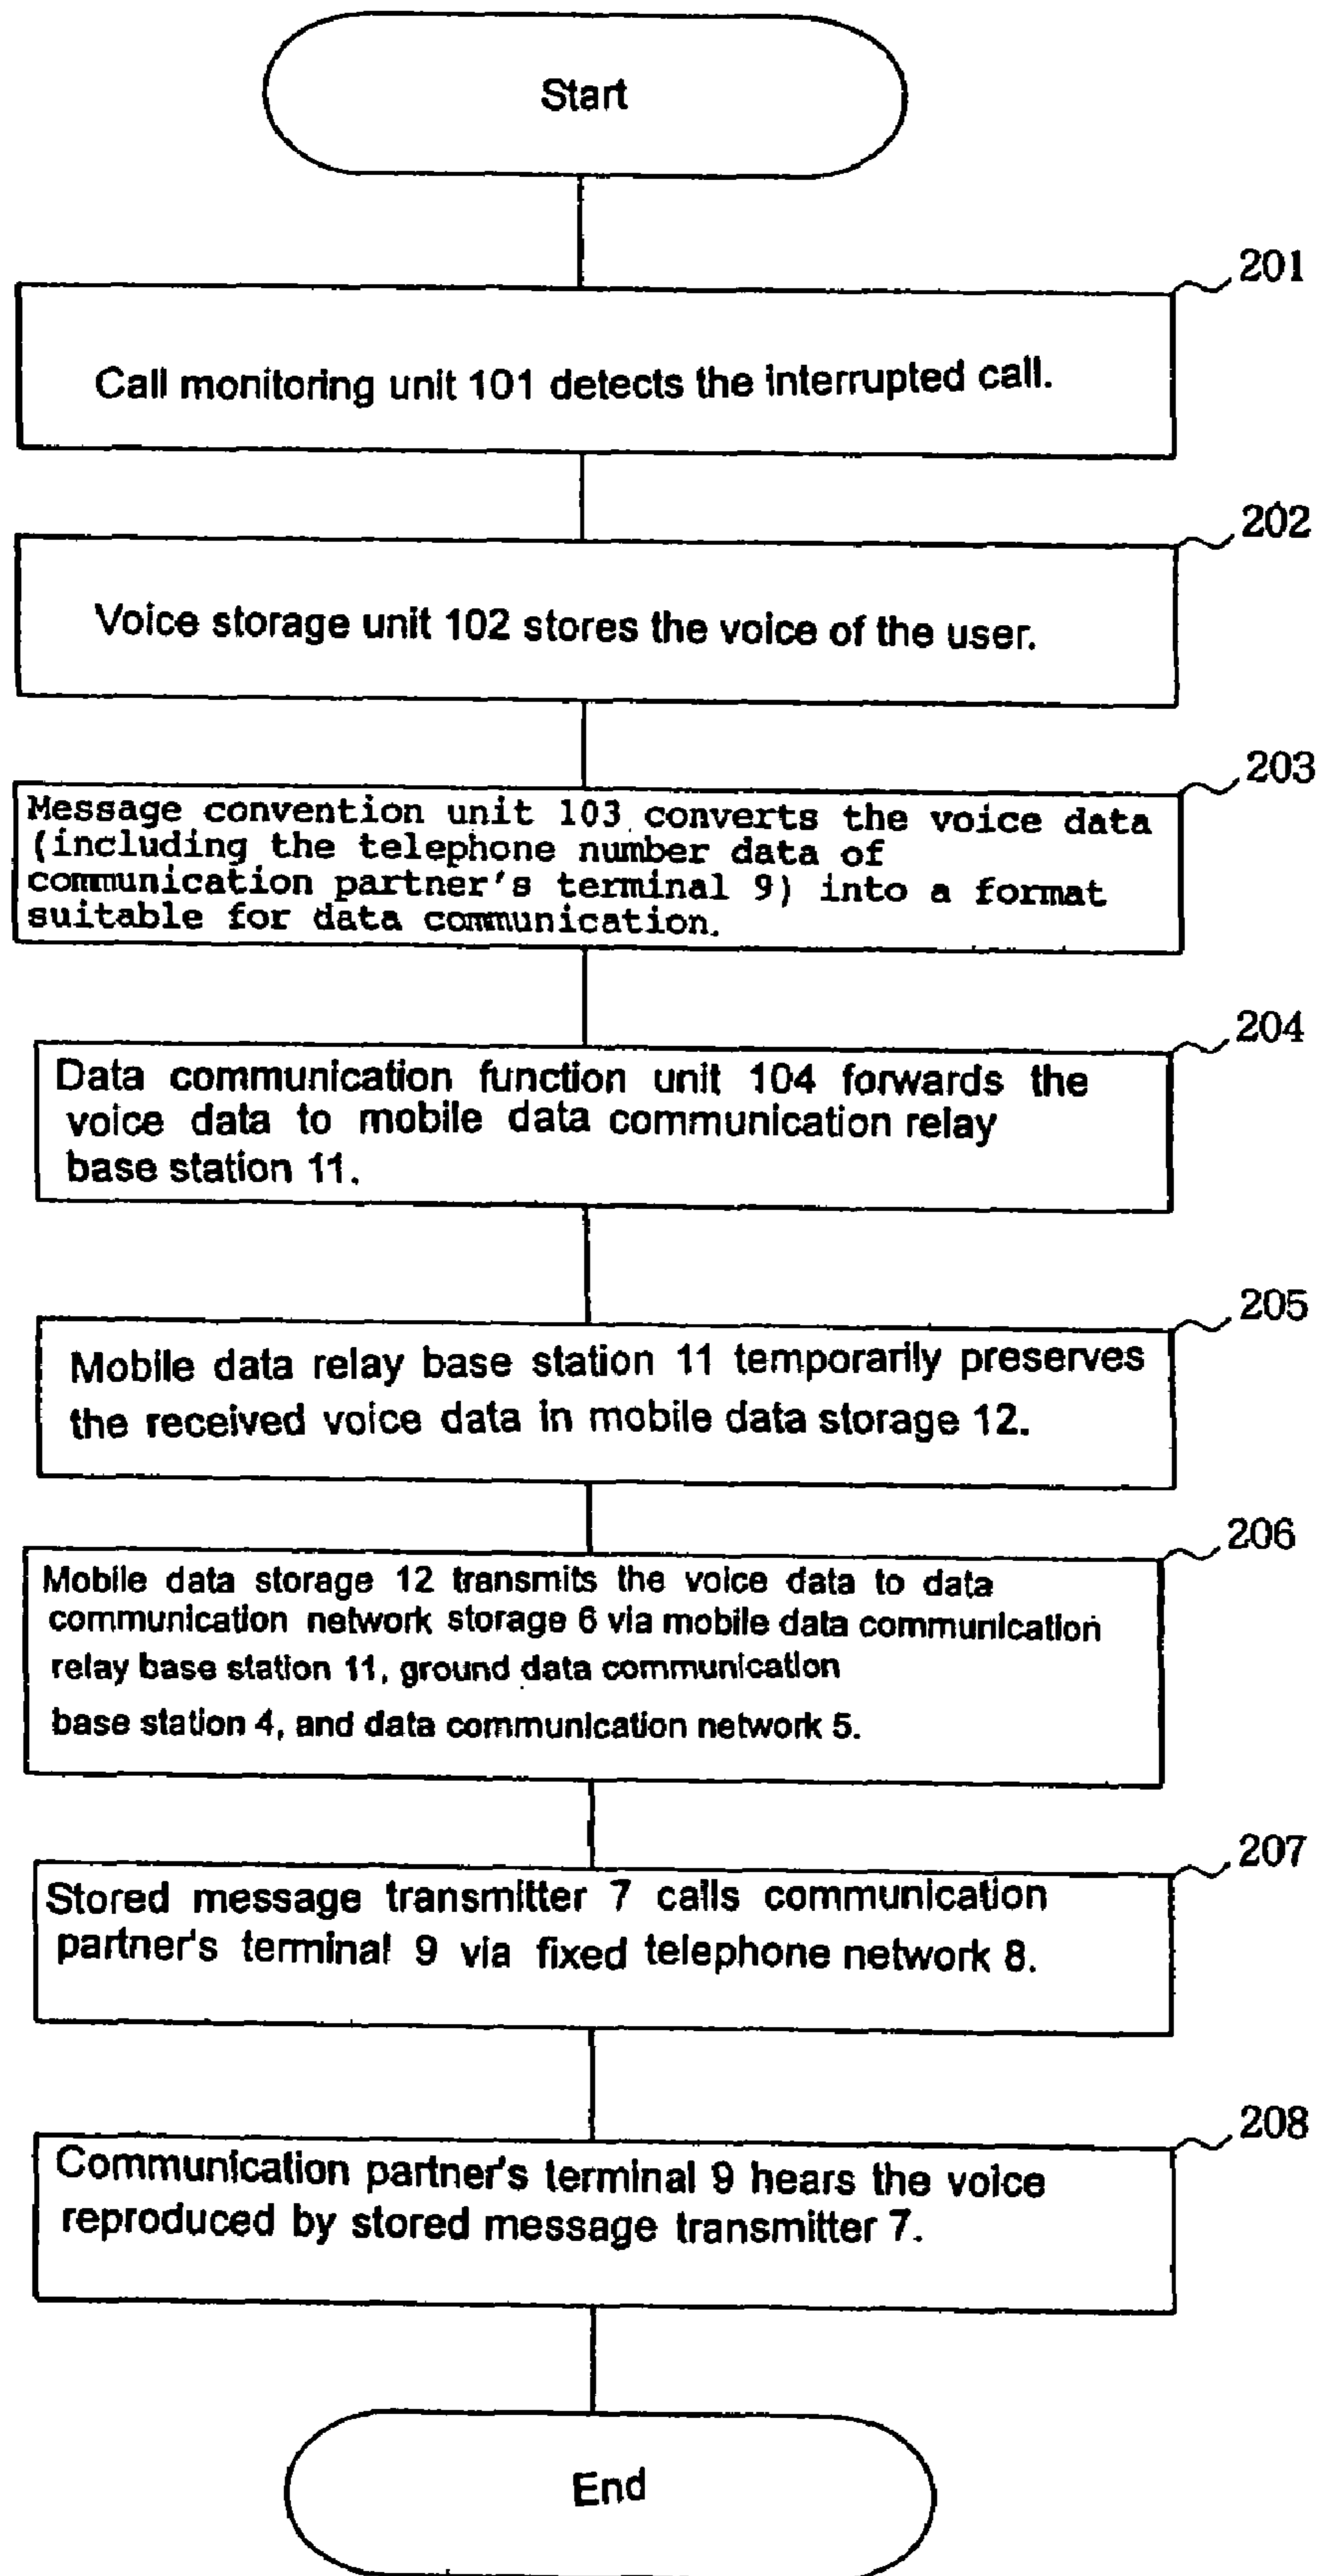 Start
201
Call monitoring unit 101 detects the interrupted call.
202
Voice storage unit 102 stores the voice of the user.
203
Message convention unit 103 converts the voice data
(including the telephone number data of
communication partner's terminal 9) into a format
suitable for data communication.
204
Data communication function unit 104 forwards the
voice data to mobile data communication relay
base station 11.
205
Mobile data relay base station 11 temporarily preserves
the received voice data in mobile data storage 12.
206
Mobile data storage 12 transmits the voice data to data
communication network storage 6 via mobile data communication
relay base station 11, ground data communication
base station 4, and data communication network 5.
207
Stored message transmitter 7 calls communication
partner's terminal 9 via fixed telephone network 8.
208
Communication partner's terminal 9 hears the voice
reproduced by stored message transmitter 7.
End